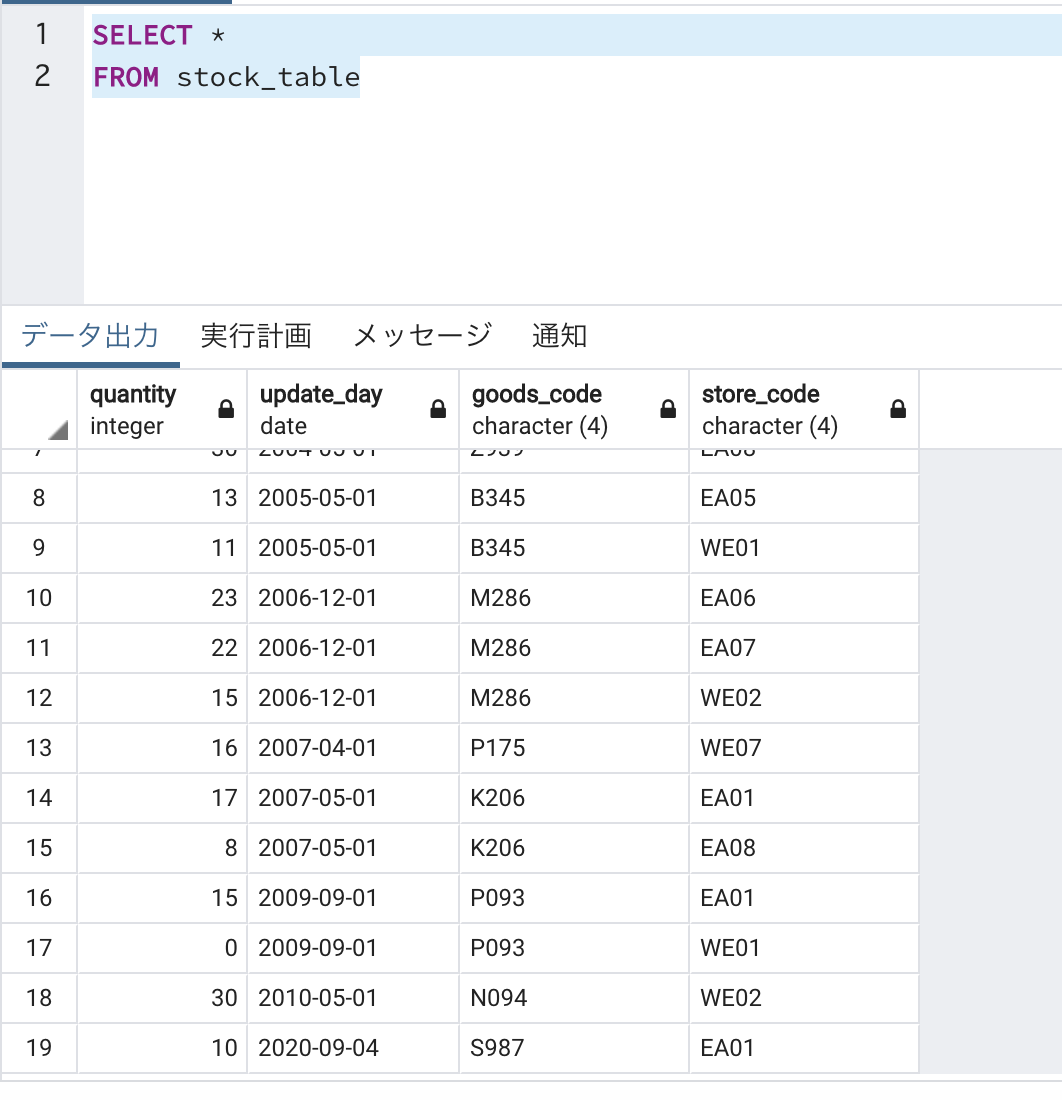 1 SELECT *
2 FROM stock_table
データ出力 実行計画 メッセージ 通知
quantity update_day goods_code store_code
integer date character (4) character (4)
8 13 2005-05-01 B345 EA05
9 11 2005-05-01 B345 WE01
10 23 2006-12-01 M286 EA06
11 22 2006-12-01 M286 EA07
12 15 2006-12-01 M286 WE02
13 16 2007-04-01 P175 WE07
14 17 2007-05-01 K206 EA01
15 8 2007-05-01 K206 EA08
16 15 2009-09-01 P093 EA01
17 0 2009-09-01 P093 WE01
18 30 2010-05-01 N094 WE02
19 10 2020-09-04 S987 EA01